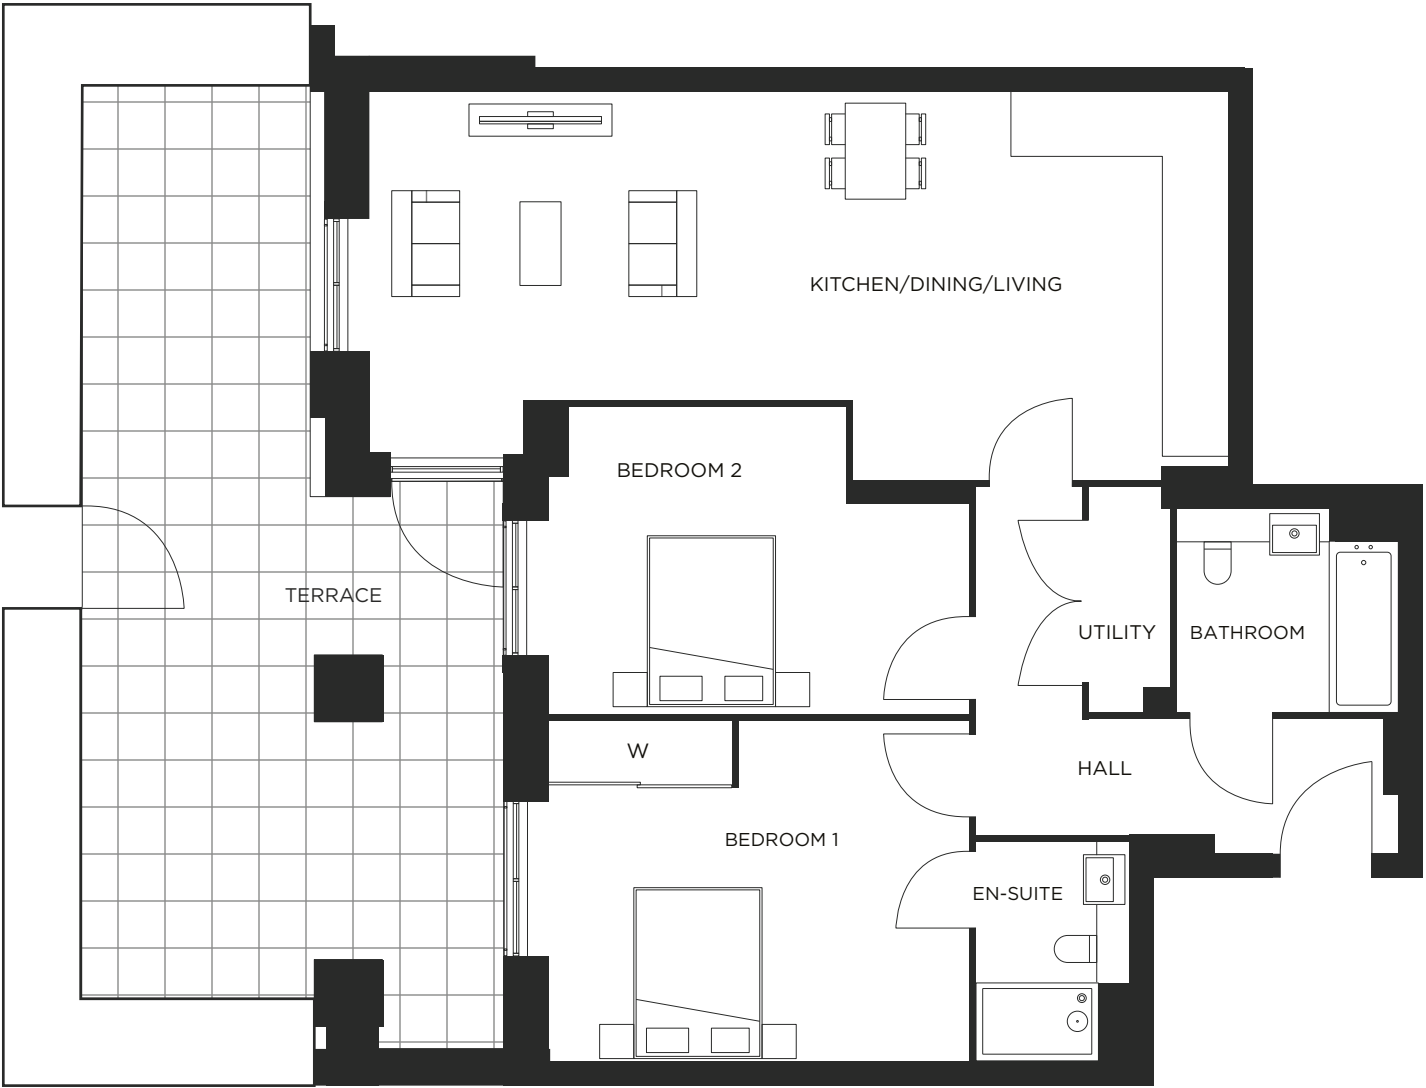 KITCHEN/DINING/LIVING
BEDROOM 2
TERRACE
UTILITY
BATHROOM
W
HALL
BEDROOM 1
EN-SUITE